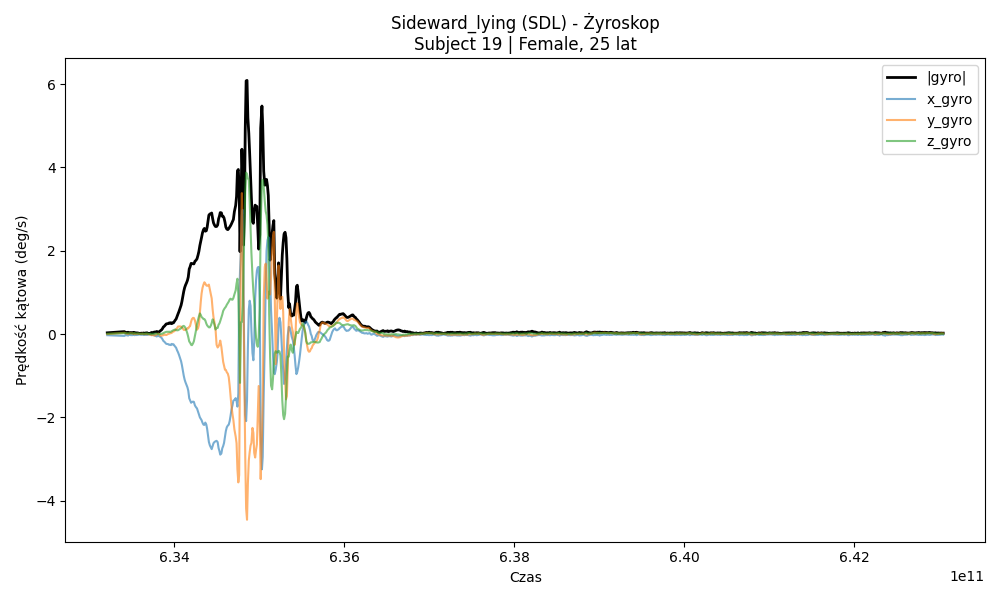 Sideward_lying (SDL) - Żyroskop
Subject 19 | Female, 25 lat
Prędkość kątowa (deg/s)
6
4
2
0
−2
−4
|gyro|
x_gyro
y_gyro
z_gyro
6.34
6.36
6.38
6.40
6.42
1e11
Czas